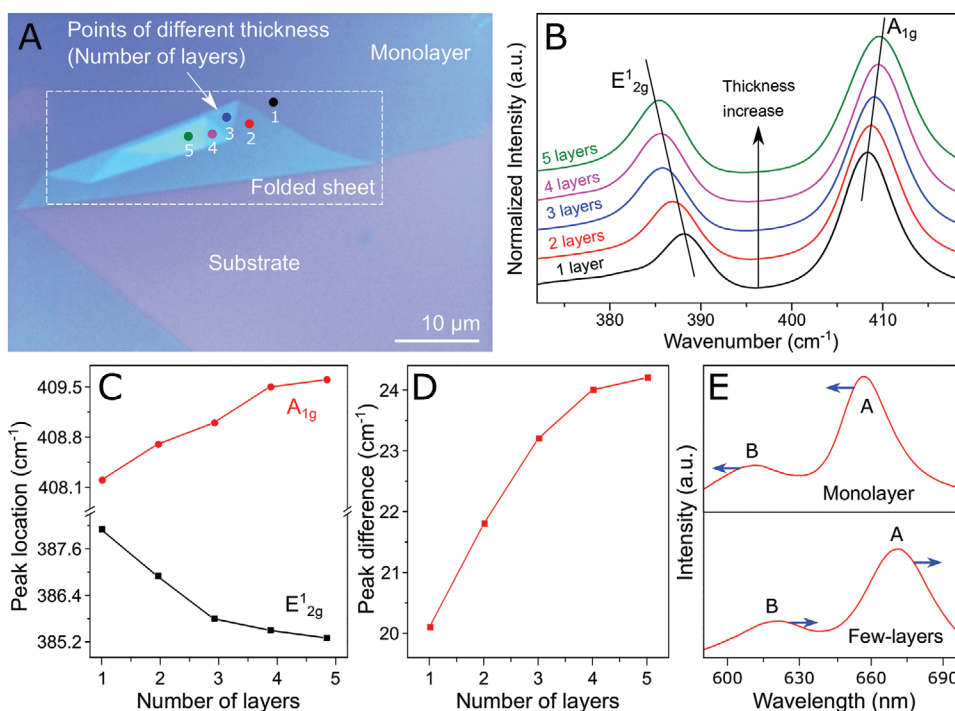 A
Points of different thickness
(Number of layers)
Monolayer
1
2
3
4
5
Folded sheet
Substrate
10 µm
B
E¹₂g
A₁g
Thickness
increase
5 layers
4 layers
3 layers
2 layers
1 layer
Normalized Intensity (a.u.)
380 390 400 410
Wavenumber (cm⁻¹)
C
409.5
408.8
408.1
387.6
386.4
385.2
A₁g
E¹₂g
Peak location (cm⁻¹)
1 2 3 4 5
Number of layers
D
24
23
22
21
20
Peak difference (cm⁻¹)
1 2 3 4 5
Number of layers
E
B
A
Monolayer
B
A
Few-layers
Intensity (a.u.)
600 630 660 690
Wavelength (nm)